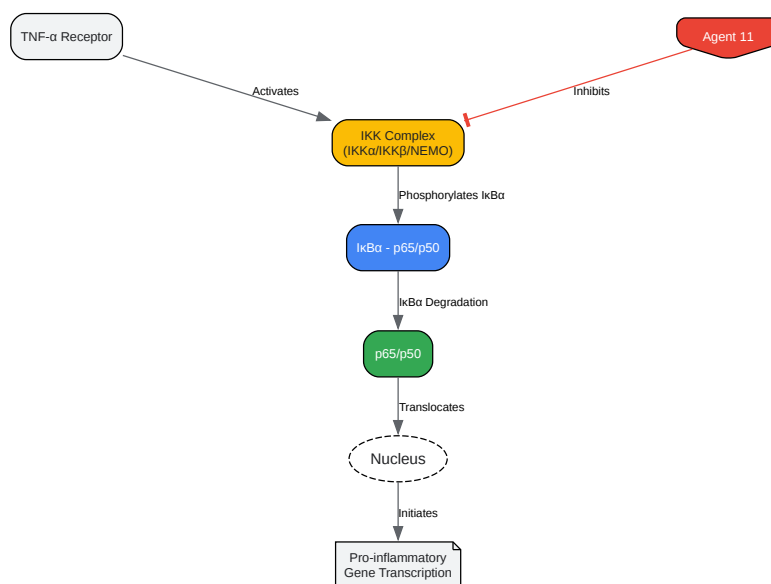 TNF-α Receptor
Agent 11
Activates
Inhibits
IKK Complex
(IKKα/IKKβ/NEMO)
Phosphorylates IκBα
IκBα - p65/p50
IκBα Degradation
p65/p50
Translocates
Nucleus
Initiates
Pro-inflammatory
Gene Transcription